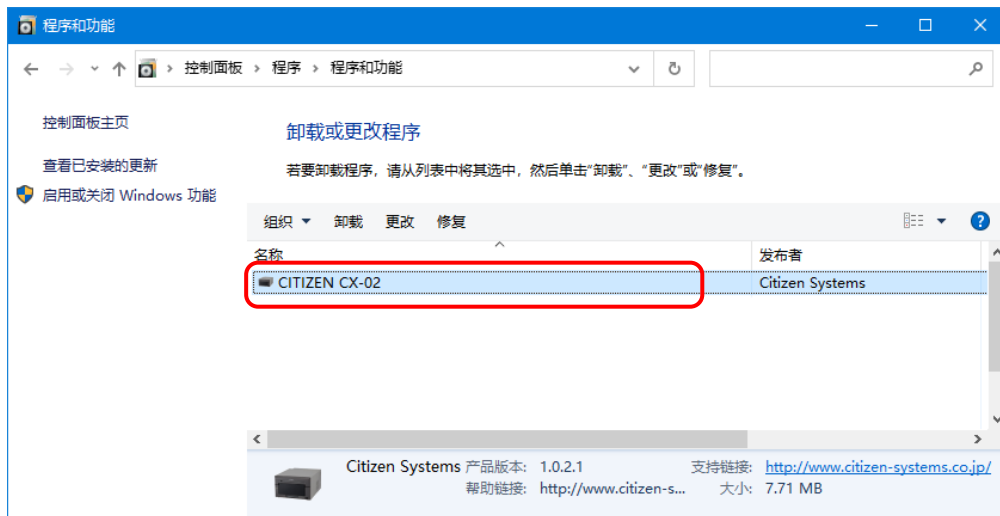 程序和功能
控制面板 › 程序 › 程序和功能
控制面板主页
查看已安装的更新
启用或关闭 Windows 功能
卸载或更改程序
若要卸载程序，请从列表中将其选中，然后单击“卸载”、“更改”或“修复”。
组织 卸载 更改 修复
名称 发布者
CITIZEN CX-02 Citizen Systems
Citizen Systems 产品版本: 1.0.2.1 支持链接: http://www.citizen-systems.co.jp/
帮助链接: http://www.citizen-s... 大小: 7.71 MB